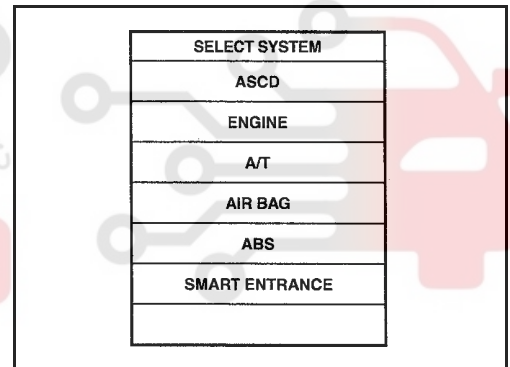 SELECT SYSTEM
ASCD
ENGINE
A/T
AIR BAG
ABS
SMART ENTRANCE